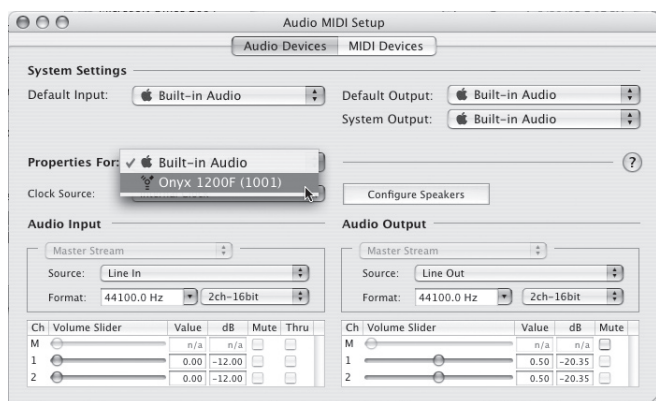 Audio MIDI Setup
Audio Devices MIDI Devices
System Settings
Default Input: Built-in Audio
Default Output: Built-in Audio
System Output: Built-in Audio
Properties For: ✓ Built-in Audio
Onyx 1200F (1001)
?
Clock Source:
Configure Speakers
Audio Input
Master Stream
Source: Line In
Format: 44100.0 Hz 2ch-16bit
Ch Volume Slider Value dB Mute Thru
M n/a n/a
1 0.00 -12.00
2 0.00 -12.00
Audio Output
Master Stream
Source: Line Out
Format: 44100.0 Hz 2ch-16bit
Ch Volume Slider Value dB Mute
M n/a n/a
1 0.50 -20.35
2 0.50 -20.35